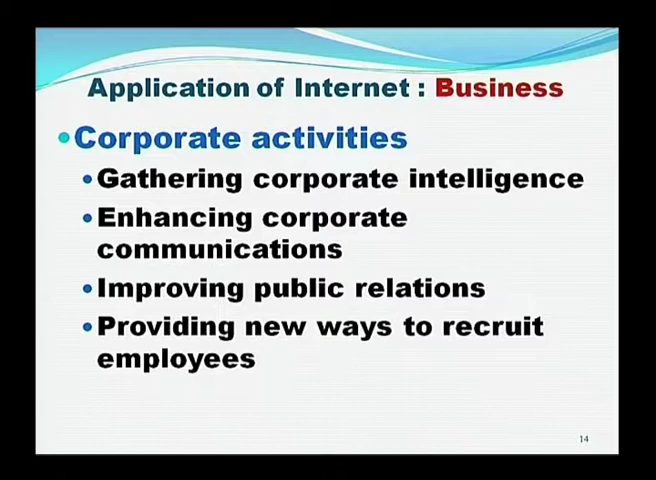 Application of Internet : Business
•Corporate activities
•Gathering corporate intelligence
•Enhancing corporate
communications
•Improving public relations
•Providing new ways to recruit
employees
14